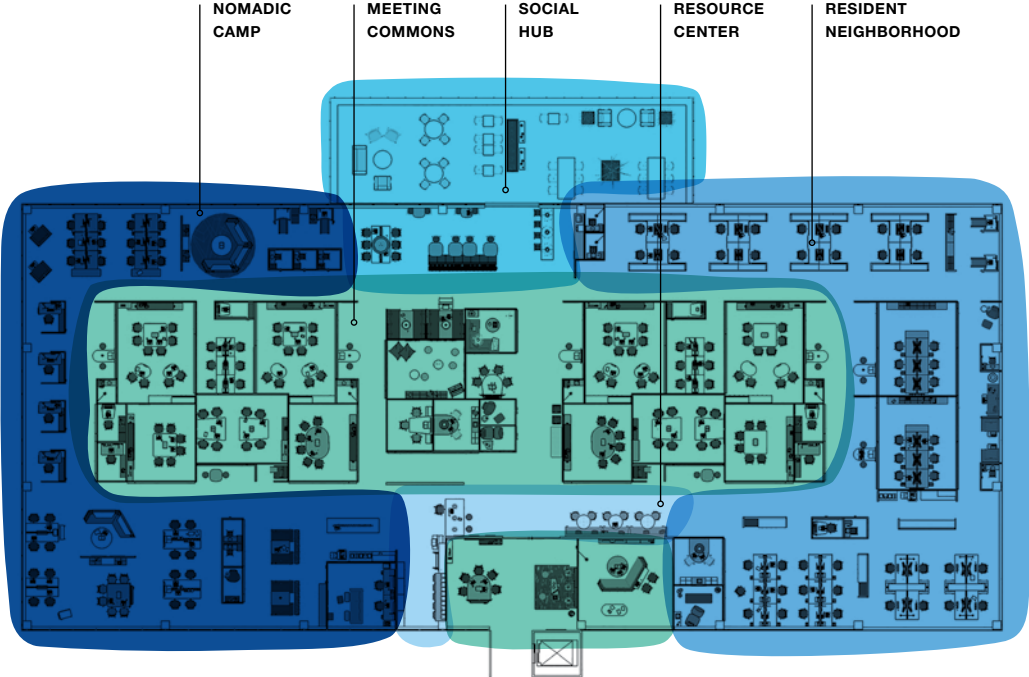 NOMADIC
CAMP
MEETING
COMMONS
SOCIAL
HUB
RESOURCE
CENTER
RESIDENT
NEIGHBORHOOD